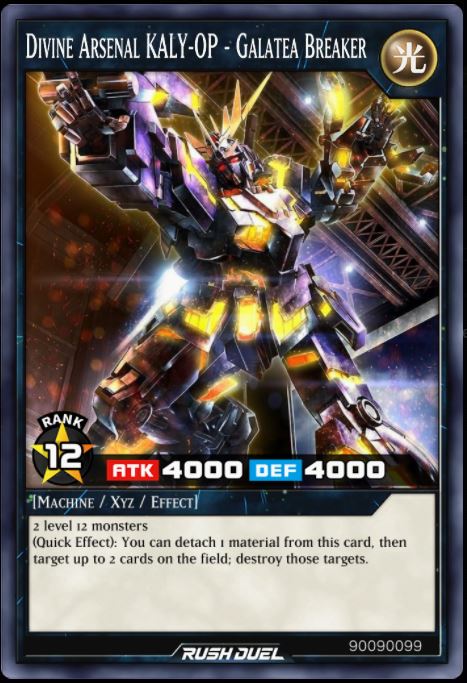 Divine Arsenal KALY-OP - Galatea Breaker
光
RANK
12
ATK 4000 DEF 4000
[Machine / Xyz / Effect]
2 level 12 monsters
(Quick Effect): You can detach 1 material from this card, then
target up to 2 cards on the field; destroy those targets.
RUSH DUEL
90090099